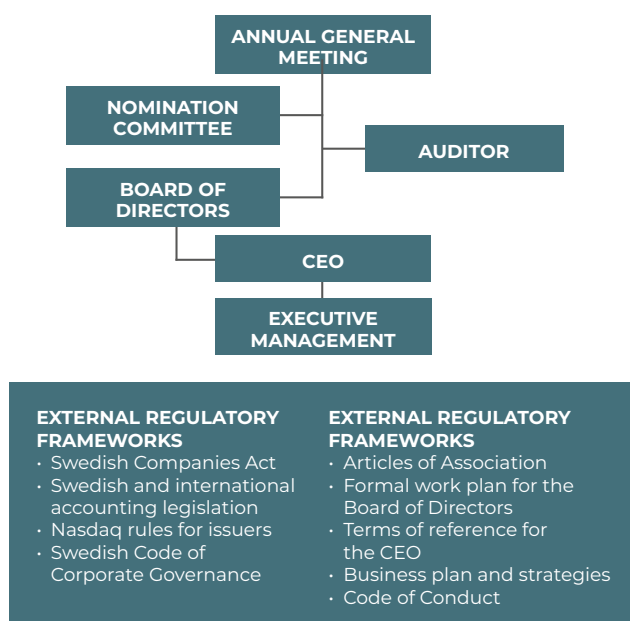 ANNUAL GENERAL
MEETING
NOMINATION
COMMITTEE
AUDITOR
BOARD OF
DIRECTORS
CEO
EXECUTIVE
MANAGEMENT
EXTERNAL REGULATORY
FRAMEWORKS
· Swedish Companies Act
· Swedish and international
accounting legislation
· Nasdaq rules for issuers
· Swedish Code of
Corporate Governance
EXTERNAL REGULATORY
FRAMEWORKS
· Articles of Association
· Formal work plan for the
Board of Directors
· Terms of reference for
the CEO
· Business plan and strategies
· Code of Conduct